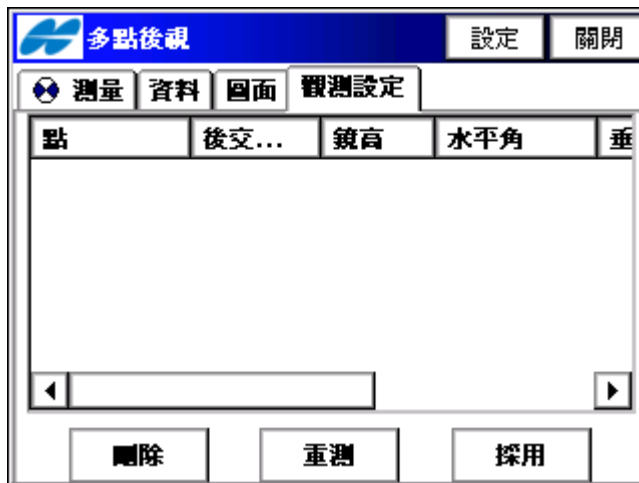 多點後視 設定 關閉
測量 資料 圖面 觀測設定
點 後交... 鏡高 水平角 垂
刪除 重測 採用